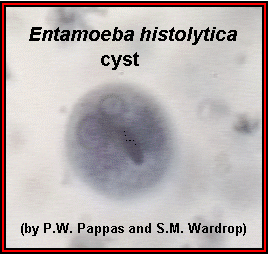 Entamoeba histolytica
cyst
(by P.W. Pappas and S.M. Wardrop)